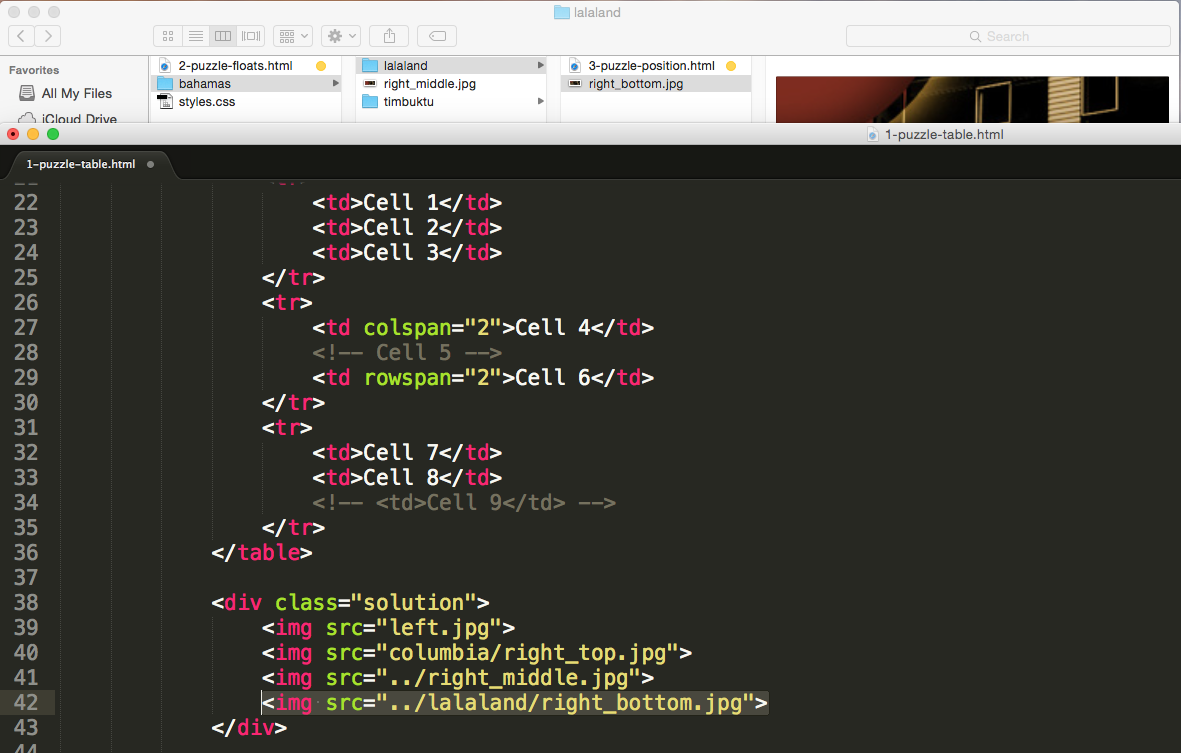 lalaland
Search
Favorites
All My Files
iCloud Drive
2-puzzle-floats.html
bahamas
styles.css
lalaland
right_middle.jpg
timbuktu
3-puzzle-position.html
right_bottom.jpg
1-puzzle-table.html
1-puzzle-table.html
22 <td>Cell 1</td>
23 <td>Cell 2</td>
24 <td>Cell 3</td>
25 </tr>
26 <tr>
27 <td colspan="2">Cell 4</td>
28 <!-- Cell 5 -->
29 <td rowspan="2">Cell 6</td>
30 </tr>
31 <tr>
32 <td>Cell 7</td>
33 <td>Cell 8</td>
34 <!-- <td>Cell 9</td> -->
35 </tr>
36 </table>
37
38 <div class="solution">
39 <img src="left.jpg">
40 <img src="columbia/right_top.jpg">
41 <img src="../right_middle.jpg">
42 <img src="../lalaland/right_bottom.jpg">
43 </div>